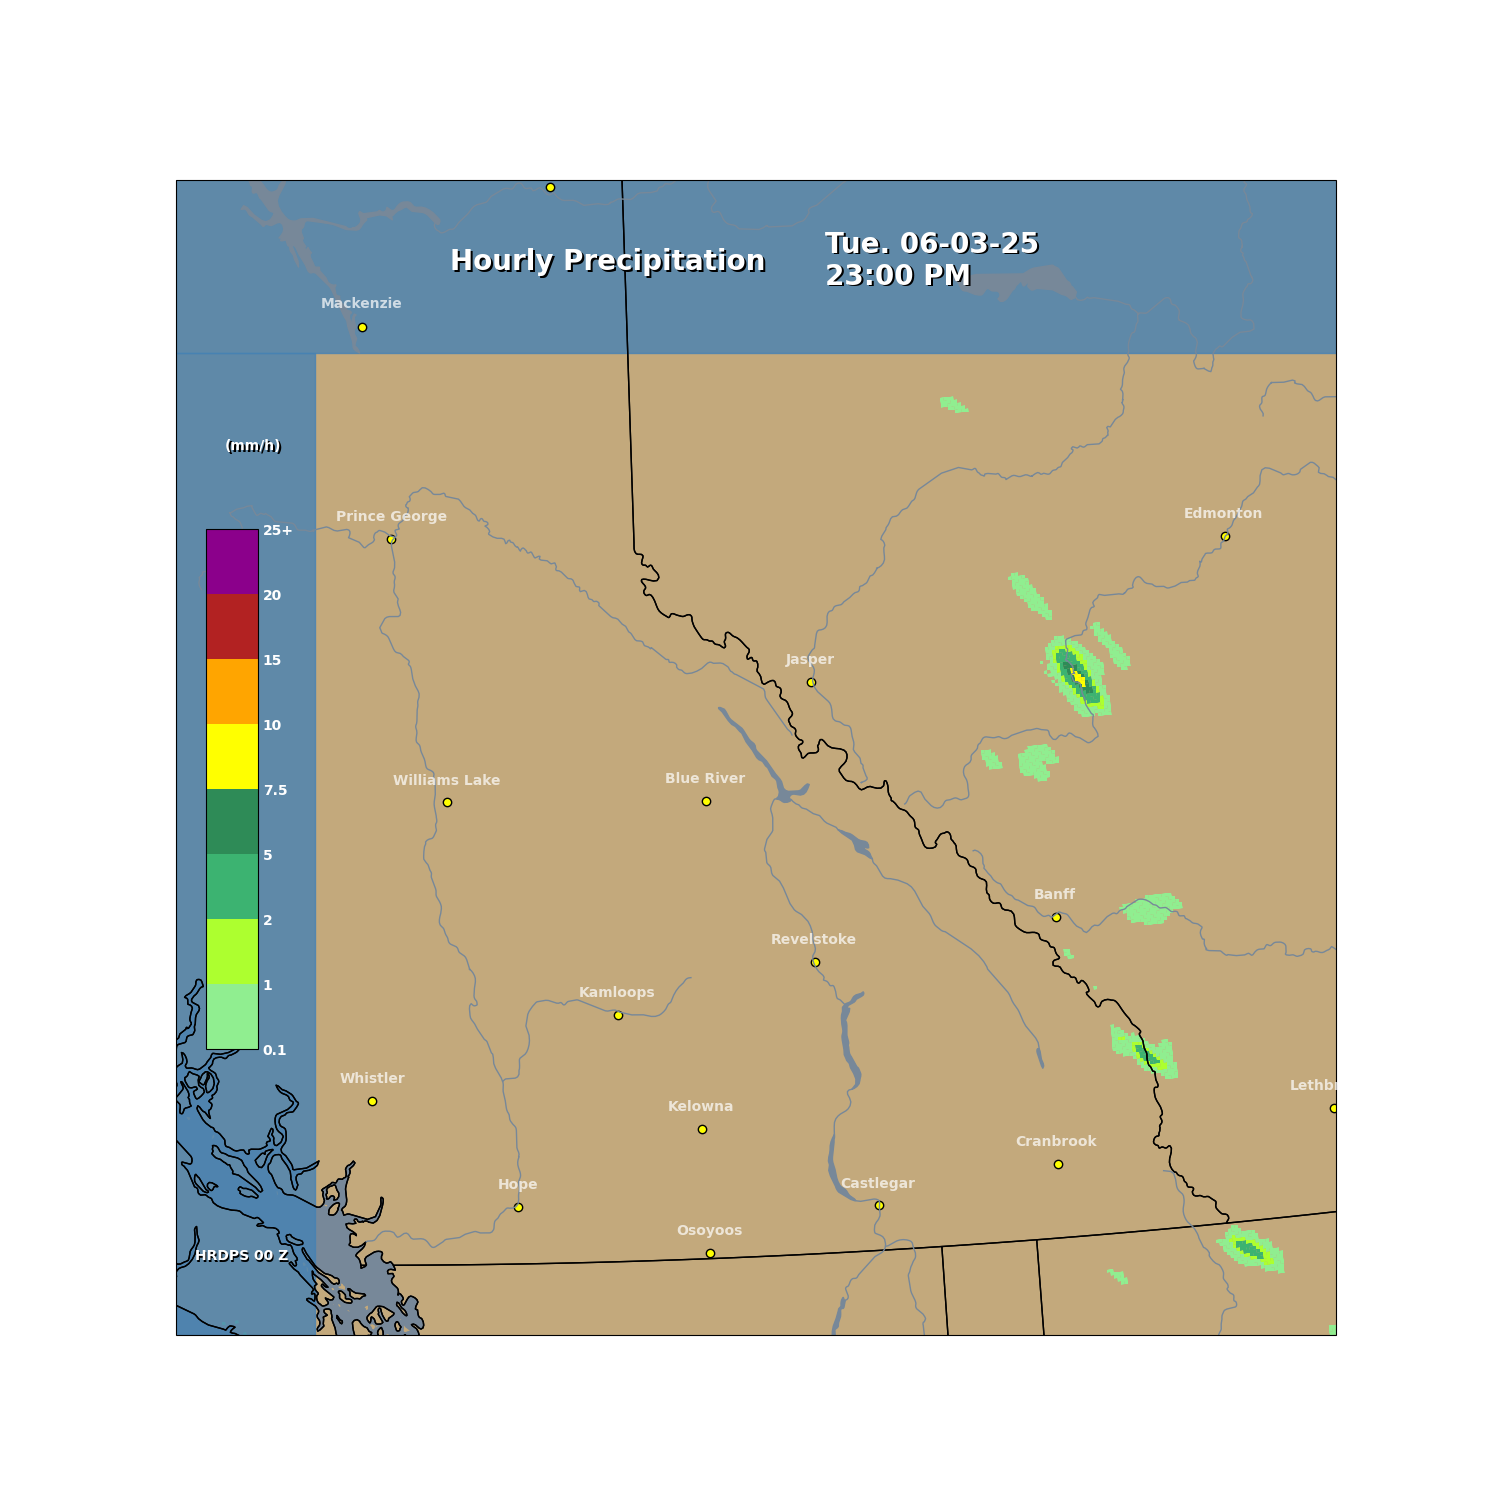 Hourly Precipitation
Tue. 06-03-25
23:00 PM
Mackenzie
(mm/h)
25+
20
15
10
7.5
5
2
1
0.1
Prince George
Edmonton
Jasper
Williams Lake
Blue River
Banff
Revelstoke
Kamloops
Whistler
Lethbr
Kelowna
Cranbrook
Hope
Castlegar
Osoyoos
HRDPS 00 Z